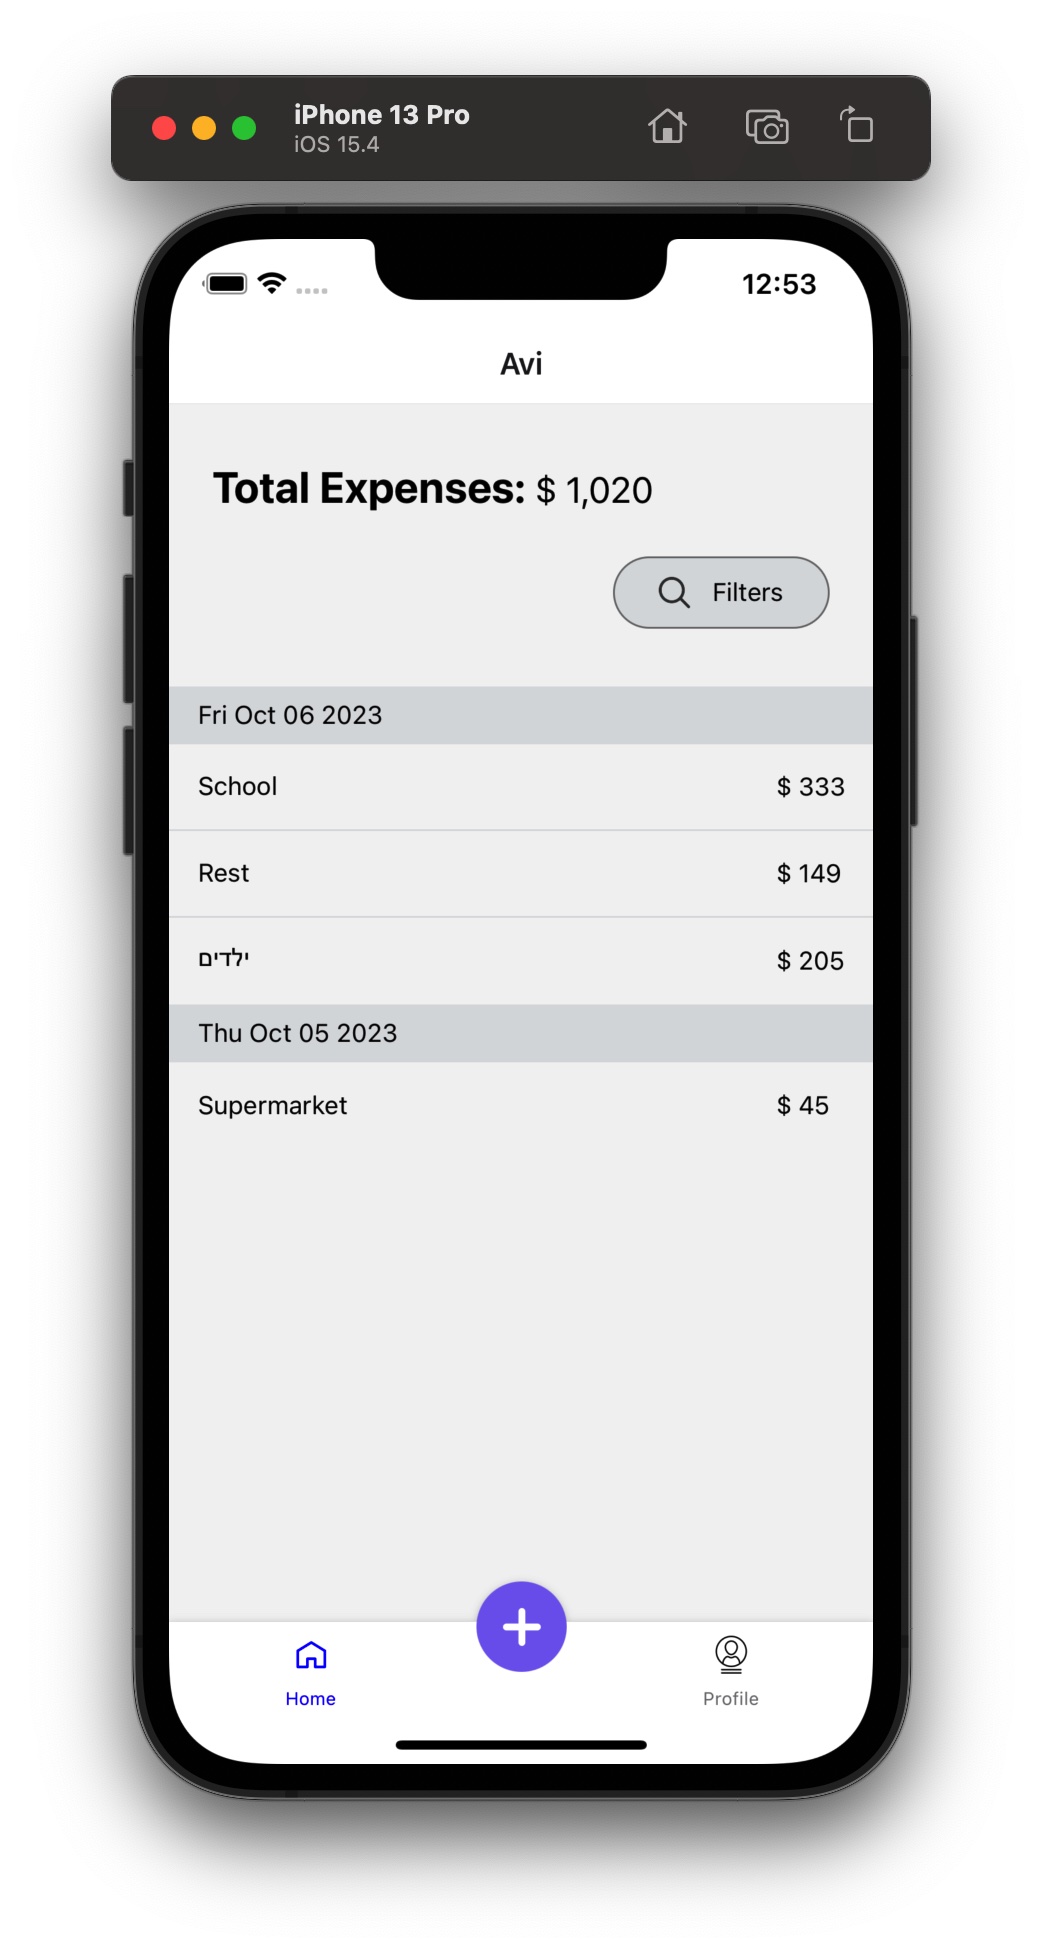 iPhone 13 Pro
iOS 15.4
12:53
Avi
Total Expenses: $ 1,020
Filters
Fri Oct 06 2023
School $ 333
Rest $ 149
ילדים $ 205
Thu Oct 05 2023
Supermarket $ 45
Home
Profile